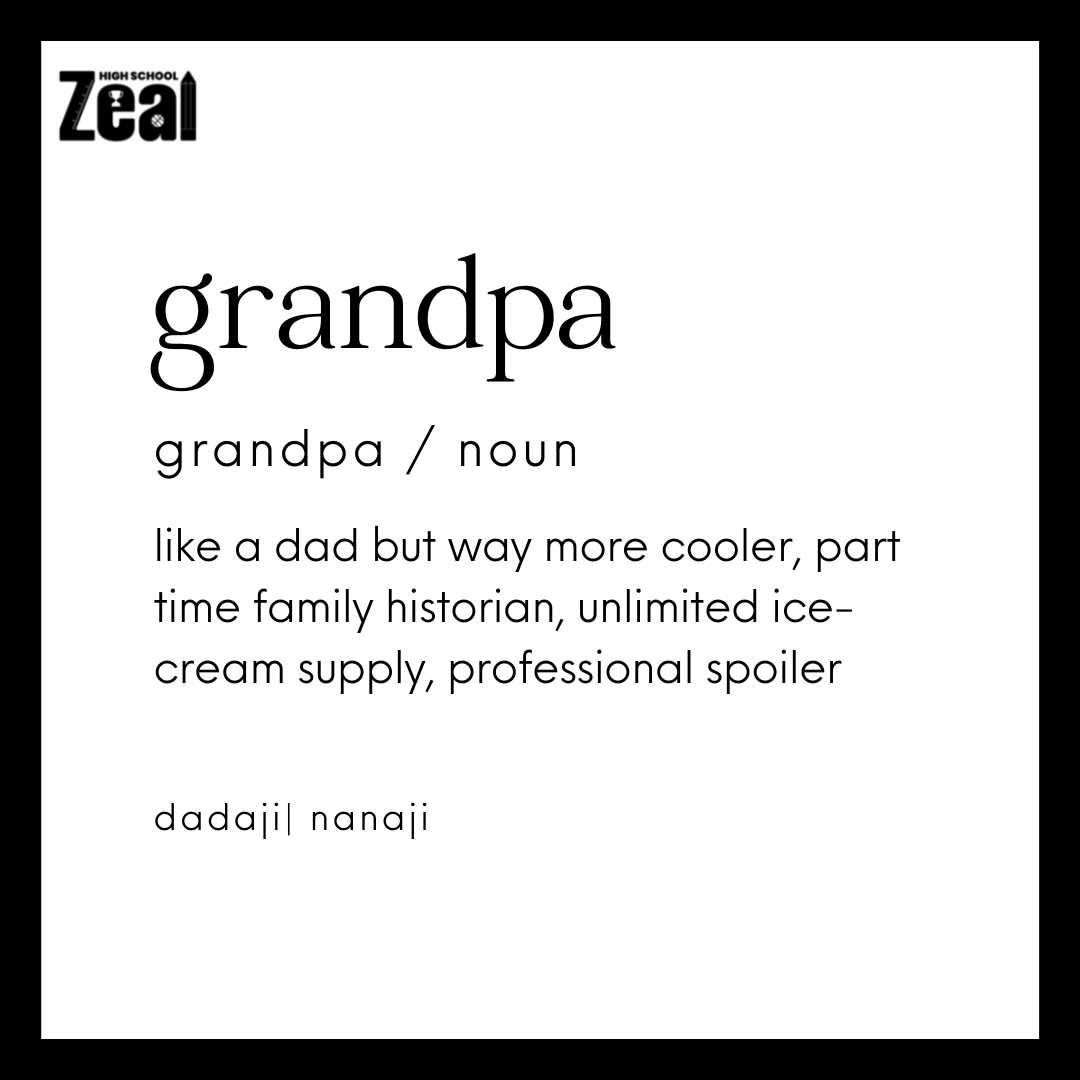 HIGH SCHOOL
Zeal
grandpa
grandpa / noun
like a dad but way more cooler, part
time family historian, unlimited ice-
cream supply, professional spoiler
dadaji| nanaji